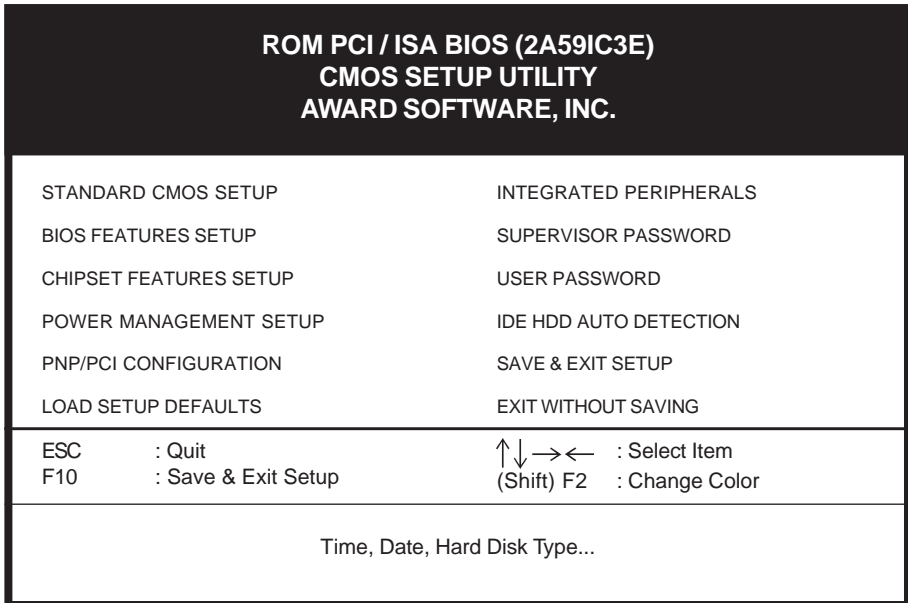 ROM PCI / ISA BIOS (2A59IC3E)
CMOS SETUP UTILITY
AWARD SOFTWARE, INC.
STANDARD CMOS SETUP
BIOS FEATURES SETUP
CHIPSET FEATURES SETUP
POWER MANAGEMENT SETUP
PNP/PCI CONFIGURATION
LOAD SETUP DEFAULTS
INTEGRATED PERIPHERALS
SUPERVISOR PASSWORD
USER PASSWORD
IDE HDD AUTO DETECTION
SAVE & EXIT SETUP
EXIT WITHOUT SAVING
ESC : Quit
F10 : Save & Exit Setup
↑↓→← : Select Item
(Shift) F2 : Change Color
Time, Date, Hard Disk Type...